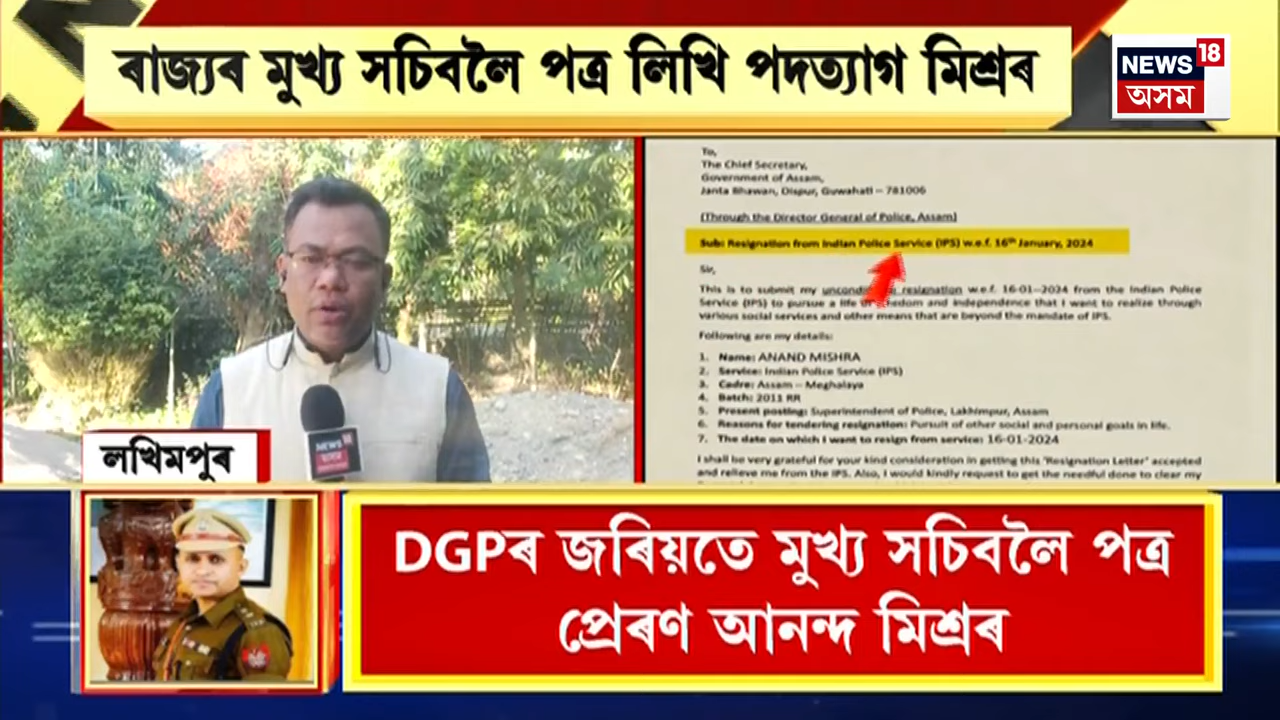 ৰাজ্যৰ মুখ্য সচিবলৈ পত্ৰ লিখি পদত্যাগ মিশ্ৰৰ
NEWS 18
অসম
To,
The Chief Secretary,
Government of Assam,
Janta Bhawan, Dispur, Guwahati – 781006
(Through the Director General of Police, Assam)
Sub: Resignation from Indian Police Service (IPS) w.e.f. 16th January, 2024
Sir,
This is to submit my resignation w.e.f. 16-01-2024 from the Indian Police
Service (IPS) to pursue a life and independence that I want to realize through
various social services and other means that are beyond the mandate of IPS.
Following are my details:
1. Name: ANAND MISHRA
2. Service: Indian Police Service (IPS)
3. Cadre: Assam – Meghalaya
4. Batch: 2011 RR
5. Present posting: Superintendent of Police, Lakhimpur, Assam
6. Reasons for tendering resignation: Pursuit of other social and personal goals in life.
7. The date on which I want to resign from service: 16-01-2024
I shall be very grateful for your kind consideration in getting this 'Resignation Letter' accepted
and relieve me from the IPS. Also, I would kindly request to get the needful done to clear my
NEWS 18
অসম
লখিমপুৰ
DGPৰ জৰিয়তে মুখ্য সচিবলৈ পত্ৰ
প্ৰেৰণ আনন্দ মিশ্ৰৰ